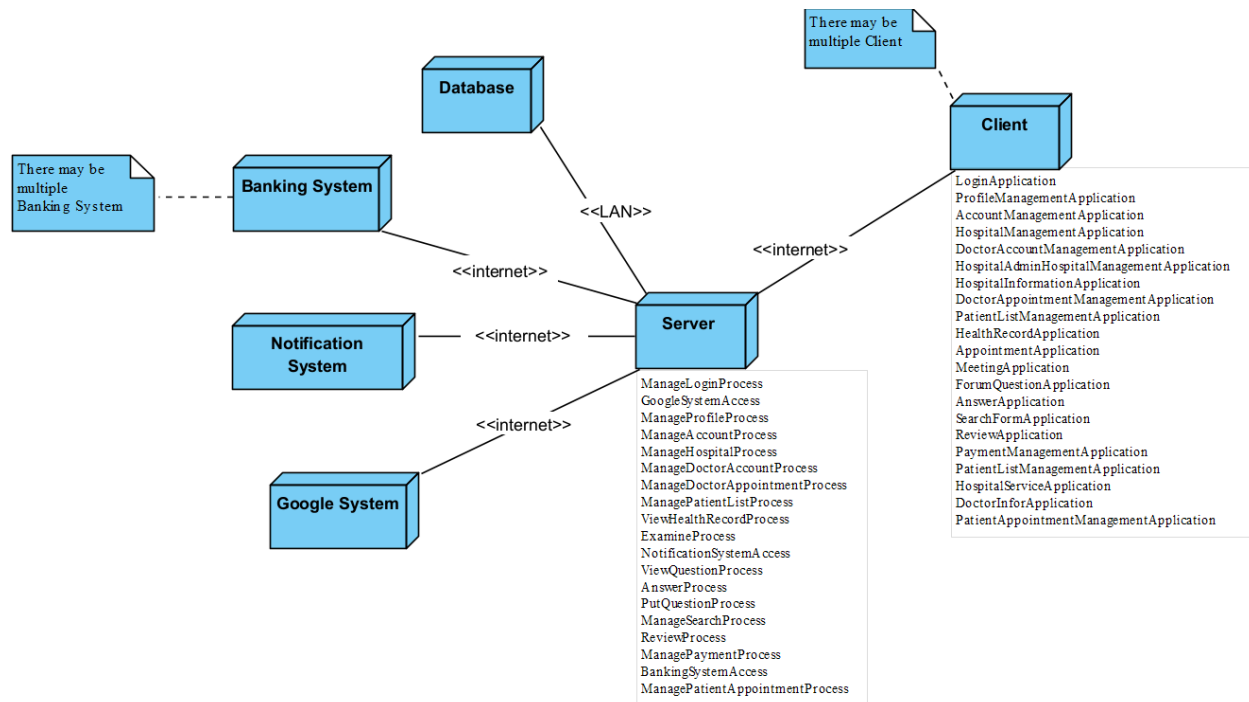 There may be
multiple Client
Database
Client
There may be
multiple
Banking System
Banking System
LoginApplication
ProfileManagementApplication
AccountManagementApplication
HospitalManagementApplication
DoctorAccountManagementApplication
HospitalAdminHospitalManagementApplication
HospitalInformationApplication
DoctorAppointmentManagementApplication
PatientListManagementApplication
HealthRecordApplication
AppointmentApplication
MeetingApplication
ForumQuestionApplication
AnswerApplication
SearchFormApplication
ReviewApplication
PaymentManagementApplication
PatientListManagementApplication
HospitalServiceApplication
DoctorInforApplication
PatientAppointmentManagementApplication
<<LAN>>
<<internet>>
<<internet>>
Server
Notification
System
<<internet>>
ManageLoginProcess
GoogleSystemAccess
ManageProfileProcess
ManageAccountProcess
ManageHospitalProcess
ManageDoctorAccountProcess
ManageDoctorAppointmentProcess
ManagePatientListProcess
ViewHealthRecordProcess
ExamineProcess
NotificationSystemAccess
ViewQuestionProcess
AnswerProcess
PutQuestionProcess
ManageSearchProcess
ReviewProcess
ManagePaymentProcess
BankingSystemAccess
ManagePatientAppointmentProcess
<<internet>>
Google System